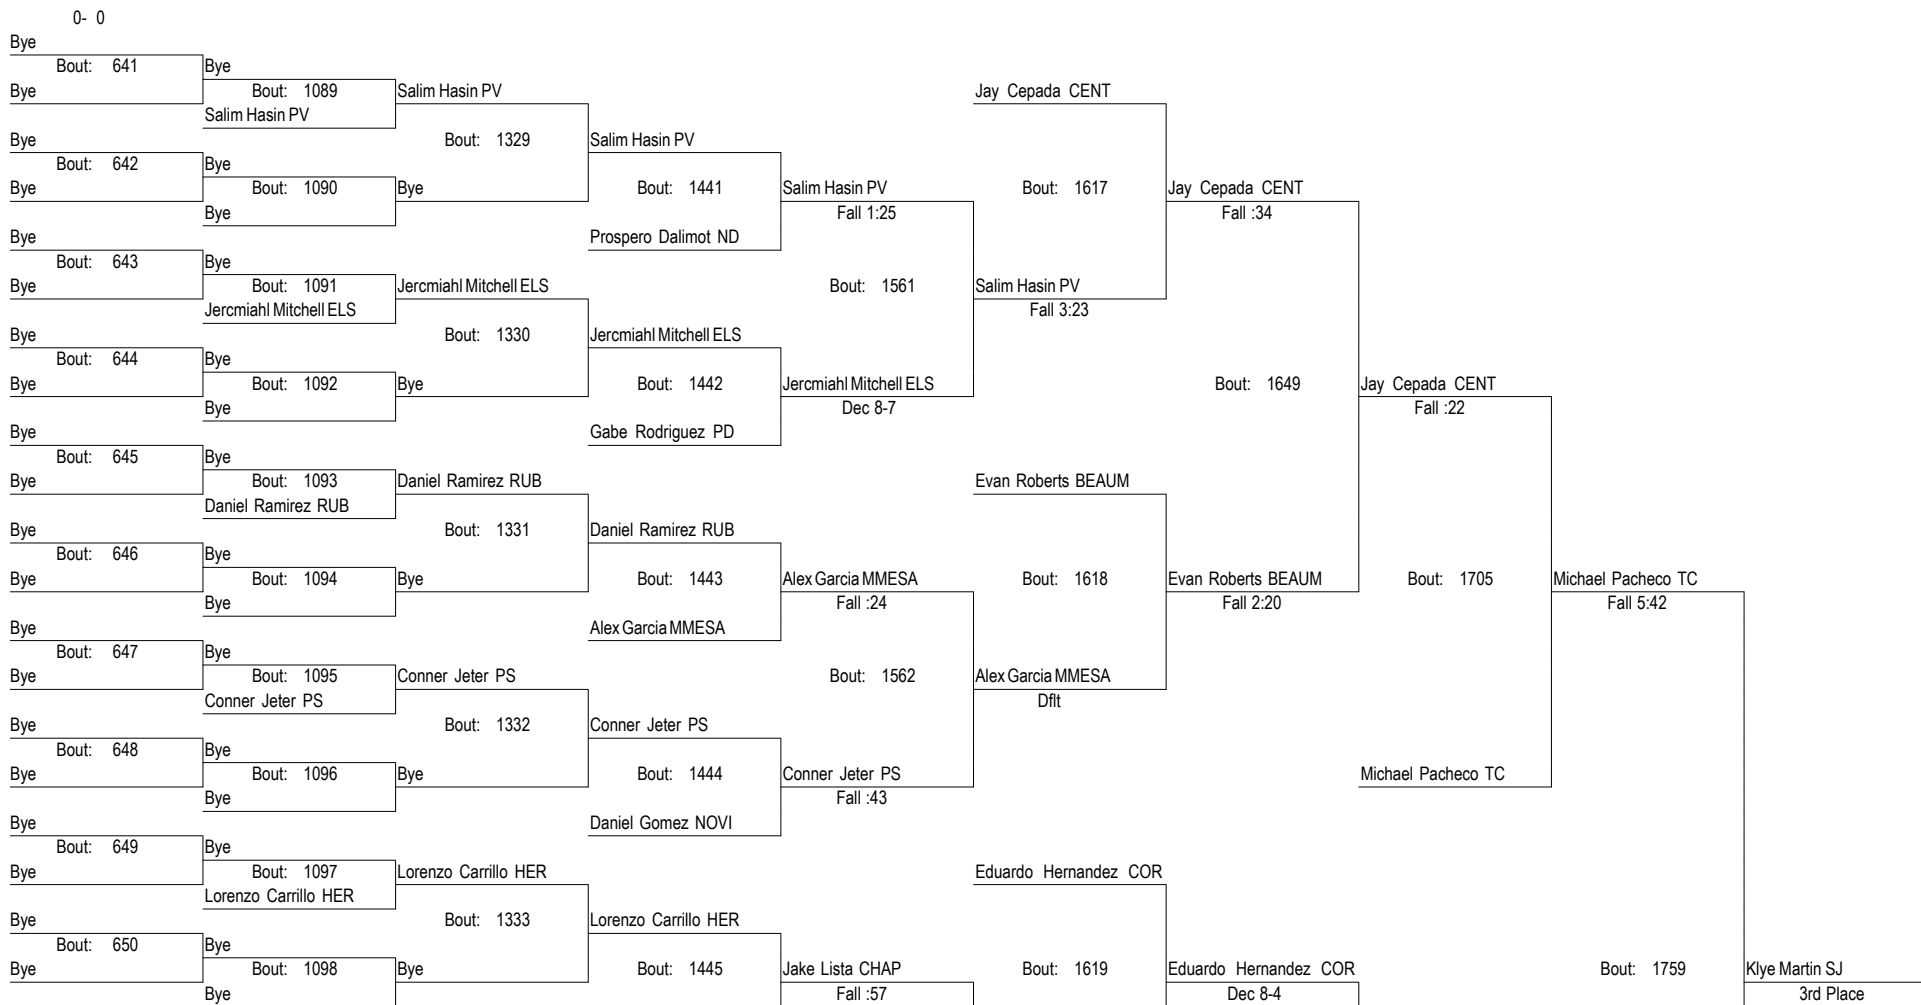 0- 0
Bye
Bout: 641 Bye
Bye Bout: 1089 Salim Hasin PV Jay Cepada CENT
Salim Hasin PV
Bye Bout: 1329 Salim Hasin PV
Bout: 642 Bye
Bye Bout: 1090 Bye Bout: 1441 Salim Hasin PV Bout: 1617 Jay Cepada CENT
Bye Fall 1:25 Fall :34
Bye Prospero Dalimot ND
Bout: 643 Bye
Bye Bout: 1091 Jercmiahl Mitchell ELS Bout: 1561 Salim Hasin PV
Jercmiahl Mitchell ELS Fall 3:23
Bye Bout: 1330 Jercmiahl Mitchell ELS
Bout: 644 Bye
Bye Bout: 1092 Bye Bout: 1442 Jercmiahl Mitchell ELS Bout: 1649 Jay Cepada CENT
Bye Dec 8-7 Fall :22
Bye Gabe Rodriguez PD
Bout: 645 Bye
Bye Bout: 1093 Daniel Ramirez RUB Evan Roberts BEAUM
Daniel Ramirez RUB
Bye Bout: 1331 Daniel Ramirez RUB
Bout: 646 Bye
Bye Bout: 1094 Bye Bout: 1443 Alex Garcia MMESA Bout: 1618 Evan Roberts BEAUM Bout: 1705 Michael Pacheco TC
Bye Fall :24 Fall 2:20 Fall 5:42
Bye Alex Garcia MMESA
Bout: 647 Bye
Bye Bout: 1095 Conner Jeter PS Bout: 1562 Alex Garcia MMESA
Conner Jeter PS Dflt
Bye Bout: 1332 Conner Jeter PS
Bout: 648 Bye
Bye Bout: 1096 Bye Bout: 1444 Conner Jeter PS Michael Pacheco TC
Bye Fall :43
Bye Daniel Gomez NOVI
Bout: 649 Bye
Bye Bout: 1097 Lorenzo Carrillo HER Eduardo Hernandez COR
Lorenzo Carrillo HER
Bye Bout: 1333 Lorenzo Carrillo HER
Bout: 650 Bye
Bye Bout: 1098 Bye Bout: 1445 Jake Lista CHAP Bout: 1619 Eduardo Hernandez COR Bout: 1759 Klye Martin SJ
Bye Fall :57 Dec 8-4 3rd Place